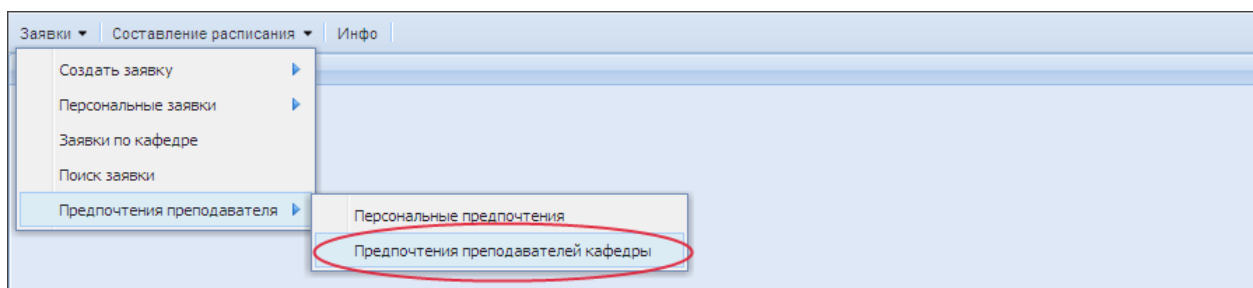 Заявки Составление расписания Инфо
Создать заявку
Персональные заявки
Заявки по кафедре
Поиск заявки
Предпочтения преподавателя
Персональные предпочтения
Предпочтения преподавателей кафедры